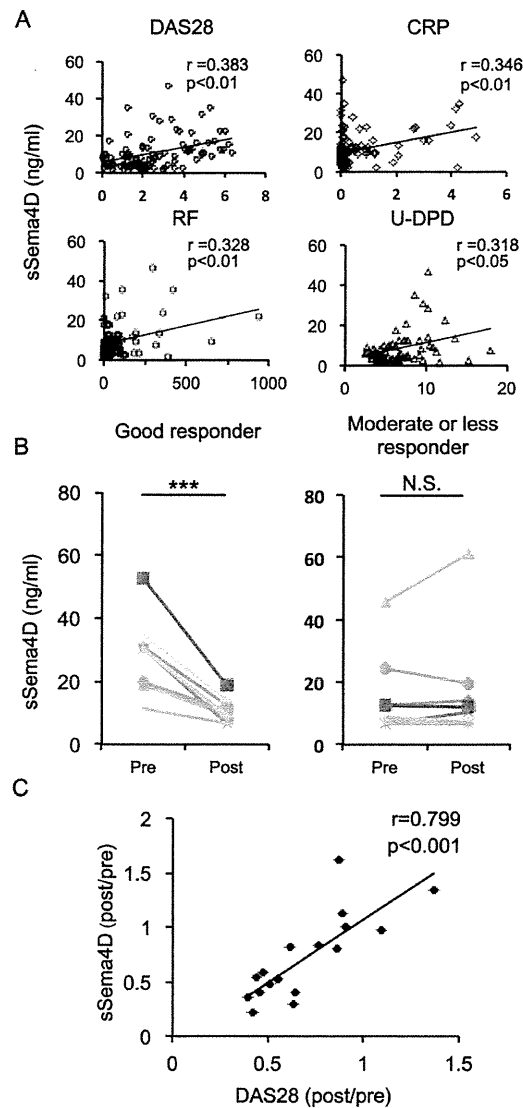 A
DAS28
r =0.383
p<0.01
60
40
20
0
0 2 4 6 8
CRP
r =0.346
p<0.01
60
40
20
0
0 2 4 6
sSema4D (ng/ml)
RF
r =0.328
p<0.01
60
40
20
0
0 250 500 750 1000
U-DPD
r =0.318
p<0.05
60
40
20
0
0 10 20
B
Good responder
***
80
60
40
20
0
Pre Post
sSema4D (ng/ml)
Moderate or less
responder
N.S.
80
60
40
20
0
Pre Post
C
r=0.799
p<0.001
2
1.5
1
0.5
0
0 0.5 1 1.5
sSema4D (post/pre)
DAS28 (post/pre)